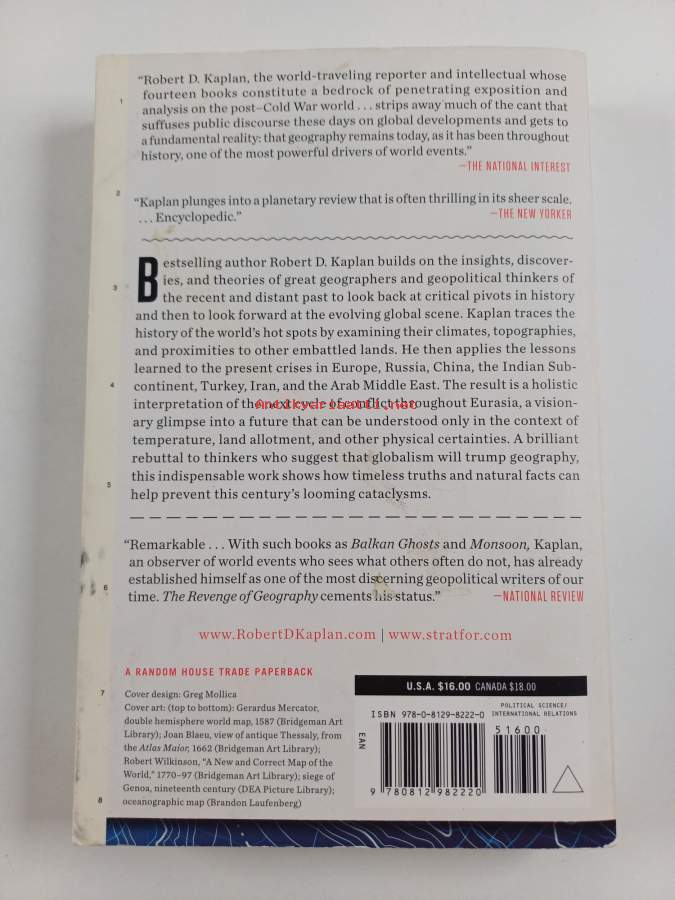 “Robert D. Kaplan, the world-traveling reporter and intellectual whose
fourteen books constitute a bedrock of penetrating exposition and
1
analysis on the post–Cold War world . . . strips away much of the cant that
suffuses public discourse these days on global developments and gets to
a fundamental reality: that geography remains today, as it has been throughout
history, one of the most powerful drivers of world events.”
—THE NATIONAL INTEREST
2
“Kaplan plunges into a planetary review that is often thrilling in its sheer scale.
. . . Encyclopedic.”
—THE NEW YORKER
Bestselling author Robert D. Kaplan builds on the insights, discover-
ies, and theories of great geographers and geopolitical thinkers of
3
the recent and distant past to look back at critical pivots in history
and then to look forward at the evolving global scene. Kaplan traces the
history of the world’s hot spots by examining their climates, topographies,
and proximities to other embattled lands. He then applies the lessons
learned to the present crises in Europe, Russia, China, the Indian Sub-
4
continent, Turkey, Iran, and the Arab Middle East. The result is a holistic
interpretation of the next cycle of conflict throughout Eurasia, a vision-
Antikvariaatti.net
ary glimpse into a future that can be understood only in the context of
temperature, land allotment, and other physical certainties. A brilliant
rebuttal to thinkers who suggest that globalism will trump geography,
this indispensable work shows how timeless truths and natural facts can
5
help prevent this century’s looming cataclysms.
“Remarkable . . . With such books as Balkan Ghosts and Monsoon, Kaplan,
an observer of world events who sees what others often do not, has already
established himself as one of the most discerning geopolitical writers of our
6
time. The Revenge of Geography cements his status.”
—NATIONAL REVIEW
www.RobertDKaplan.com | www.stratfor.com
A RANDOM HOUSE TRADE PAPERBACK
7
Cover design: Greg Mollica
Cover art: (top to bottom): Gerardus Mercator,
double hemisphere world map, 1587 (Bridgeman Art
Library); Joan Blaeu, view of antique Thessaly, from
the Atlas Maior, 1662 (Bridgeman Art Library);
Robert Wilkinson, “A New and Correct Map of the
World,” 1770–97 (Bridgeman Art Library); siege of
Genoa, nineteenth century (DEA Picture Library);
8
oceanographic map (Brandon Laufenberg)
U.S.A. $16.00 CANADA $18.00
POLITICAL SCIENCE/
INTERNATIONAL RELATIONS
ISBN 978-0-8129-8222-0
51600
EAN
9 780812 982220